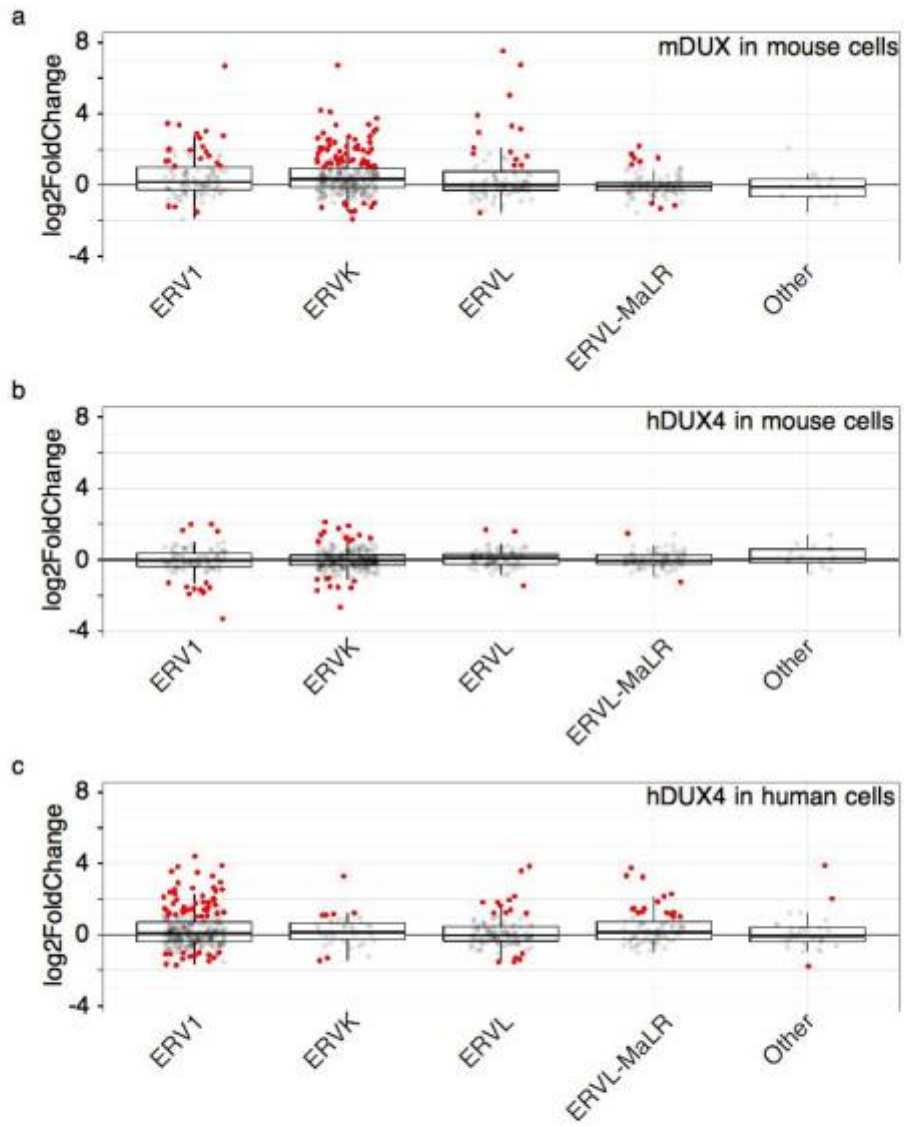 a
mDUX in mouse cells
log2FoldChange
8
4
0
-4
ERV1
ERVK
ERVL
ERVL-MaLR
Other
b
hDUX4 in mouse cells
log2FoldChange
8
4
0
-4
ERV1
ERVK
ERVL
ERVL-MaLR
Other
c
hDUX4 in human cells
log2FoldChange
8
4
0
-4
ERV1
ERVK
ERVL
ERVL-MaLR
Other